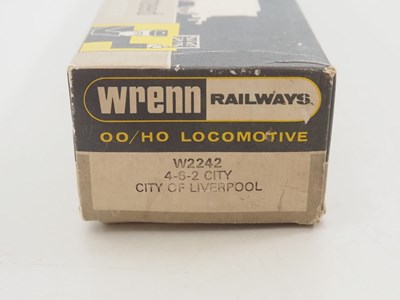 wrenn RAILWAYS
OO/HO LOCOMOTIVE
W2242
4-6-2 CITY
CITY OF LIVERPOOL